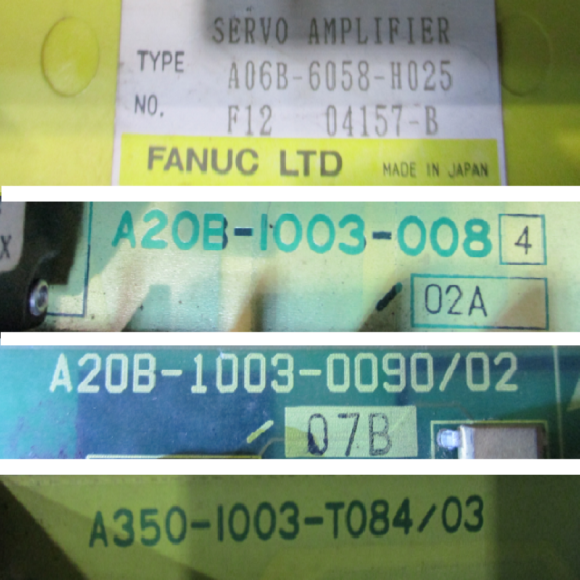 SERVO AMPLIFIER
TYPE A06B-6058-H025
NO. F12 04157-B
FANUC LTD MADE IN JAPAN
X
A20B-1003-008 4
02A
A20B-1003-0090/02
07B
A350-1003-T084/03